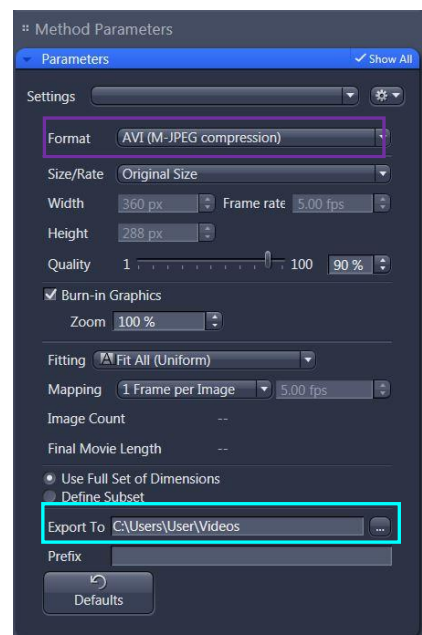 Method Parameters
Parameters Show All
Settings
Format AVI (M-JPEG compression)
Size/Rate Original Size
Width 360 px Frame rate 5.00 fps
Height 288 px
Quality 1 100 90 %
Burn-in Graphics
Zoom 100 %
Fitting Fit All (Uniform)
Mapping 1 Frame per Image 5.00 fps
Image Count --
Final Movie Length --
Use Full Set of Dimensions
Define Subset
Export To C:\Users\User\Videos ...
Prefix
Defaults